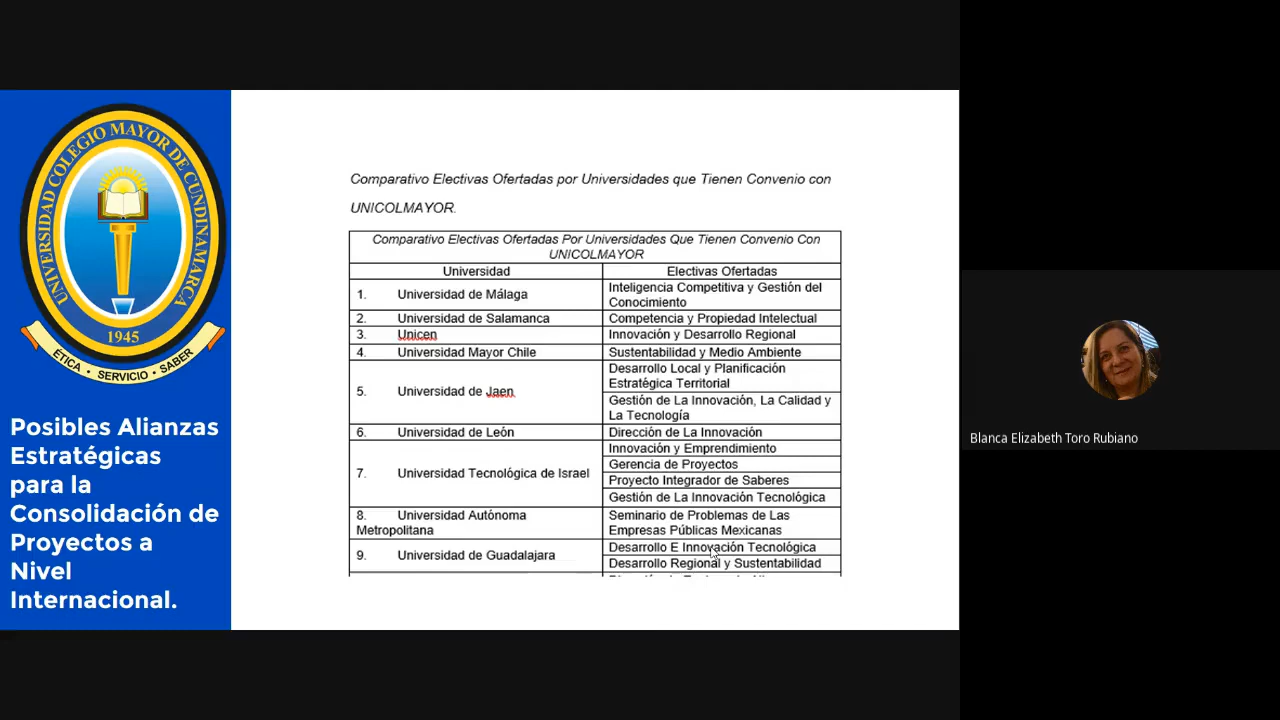 UNIVERSIDAD COLEGIO MAYOR DE CUNDINAMARCA
1945
ETICA · SERVICIO · SABER
Posibles Alianzas
Estratégicas
para la
Consolidación de
Proyectos a
Nivel
Internacional.
Comparativo Electivas Ofertadas por Universidades que Tienen Convenio con
UNICOLMAYOR.
Comparativo Electivas Ofertadas Por Universidades Que Tienen Convenio Con
UNICOLMAYOR
Universidad Electivas Ofertadas
1. Universidad de Málaga
Inteligencia Competitiva y Gestión del
Conocimiento
2. Universidad de Salamanca Competencia y Propiedad Intelectual
3. Unicen Innovación y Desarrollo Regional
4. Universidad Mayor Chile Sustentabilidad y Medio Ambiente
5. Universidad de Jaen
Desarrollo Local y Planificación
Estratégica Territorial
Gestión de La Innovación, La Calidad y
La Tecnología
6. Universidad de León Dirección de La Innovación
7. Universidad Tecnológica de Israel
Innovación y Emprendimiento
Gerencia de Proyectos
Proyecto Integrador de Saberes
Gestión de La Innovación Tecnológica
8. Universidad Autónoma
Metropolitana
Seminario de Problemas de Las
Empresas Públicas Mexicanas
9. Universidad de Guadalajara
Desarrollo E Innovación Tecnológica
Desarrollo Regional y Sustentabilidad
Blanca Elizabeth Toro Rubiano